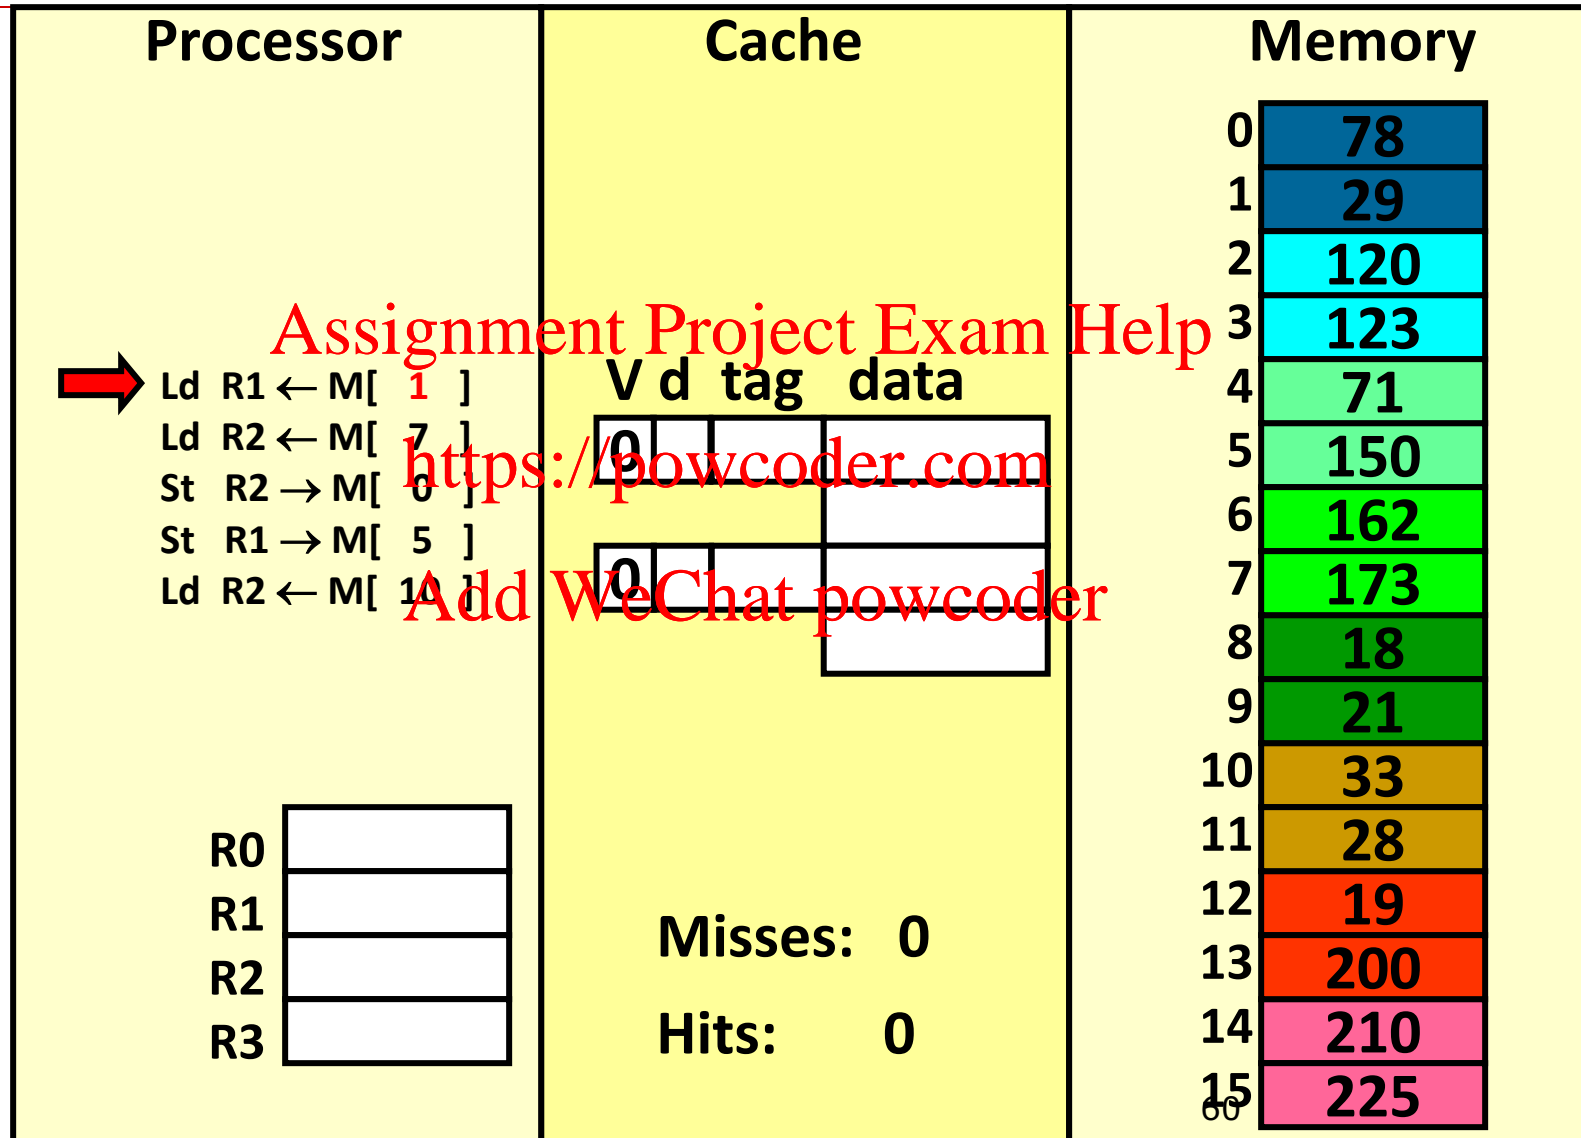 Processor
Cache
Memory
Assignment Project Exam Help
https://powcoder.com
Add WeChat powcoder
Ld R1 ← M[ 1 ]
Ld R2 ← M[ 7 ]
St R2 → M[ 0 ]
St R1 → M[ 5 ]
Ld R2 ← M[ 10 ]
R0
R1
R2
R3
V d tag data
0
0
Misses: 0
Hits: 0
0 78
1 29
2 120
3 123
4 71
5 150
6 162
7 173
8 18
9 21
10 33
11 28
12 19
13 200
14 210
15 225
60